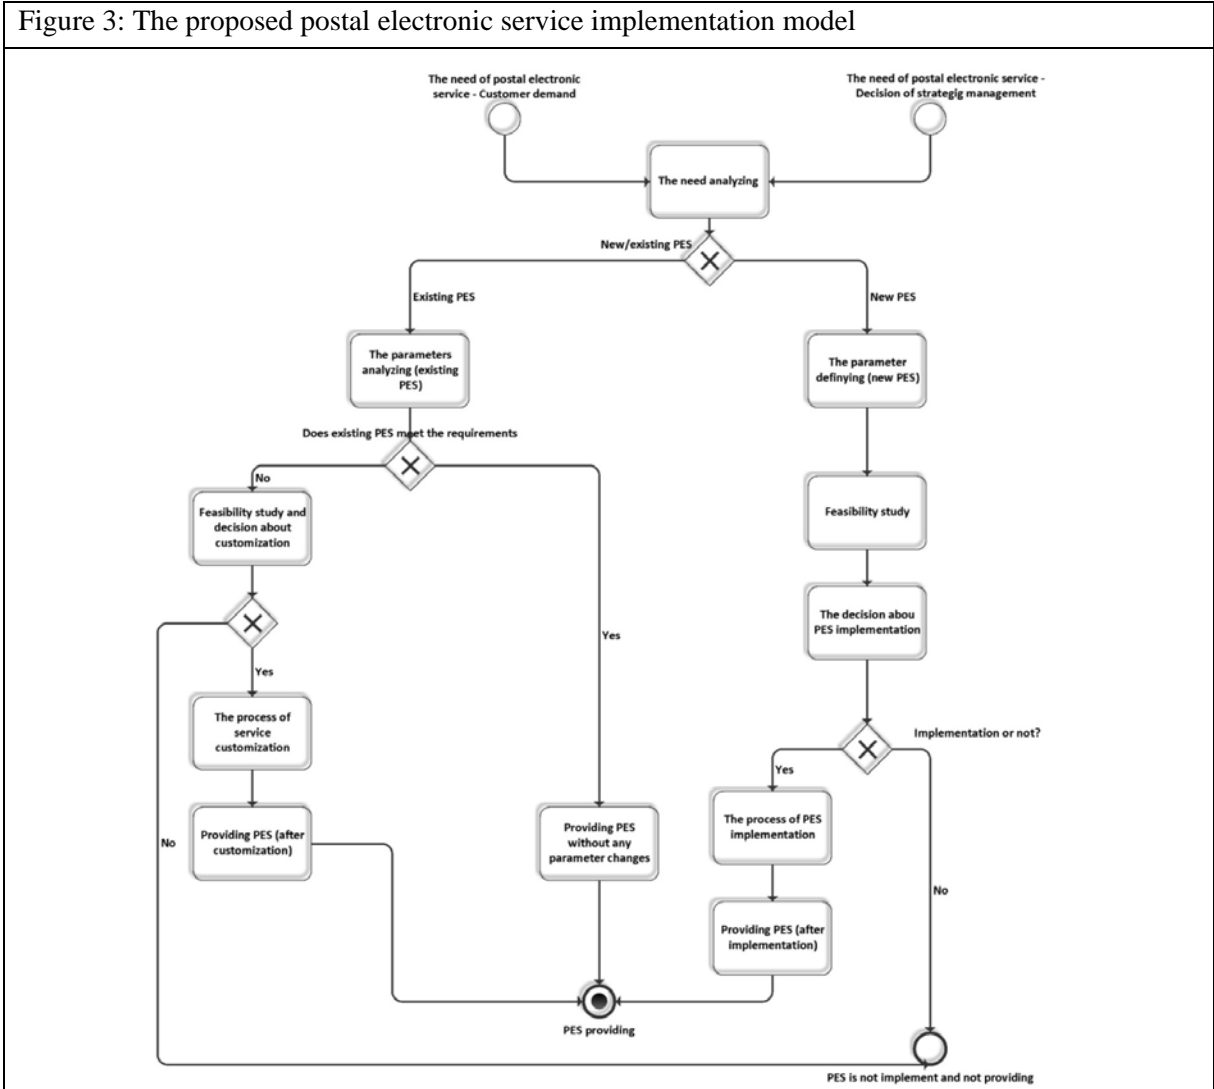 Figure 3: The proposed postal electronic service implementation model
The need of postal electronic
service - Customer demand
The need of postal electronic service -
Decision of strategig management
The need analyzing
New/existing PES
Existing PES
New PES
The parameters
analyzing (existing
PES)
The parameter
definying (new PES)
Does existing PES meet the requirements
No
Feasibility study and
decision about
customization
Feasibility study
The decision abou
PES implementation
Yes
Yes
The process of
service
customization
Implementation or not?
Yes
The process of PES
implementation
No
Providing PES (after
customization)
Providing PES
without any
parameter changes
No
Providing PES (after
implementation)
PES providing
PES is not implement and not providing